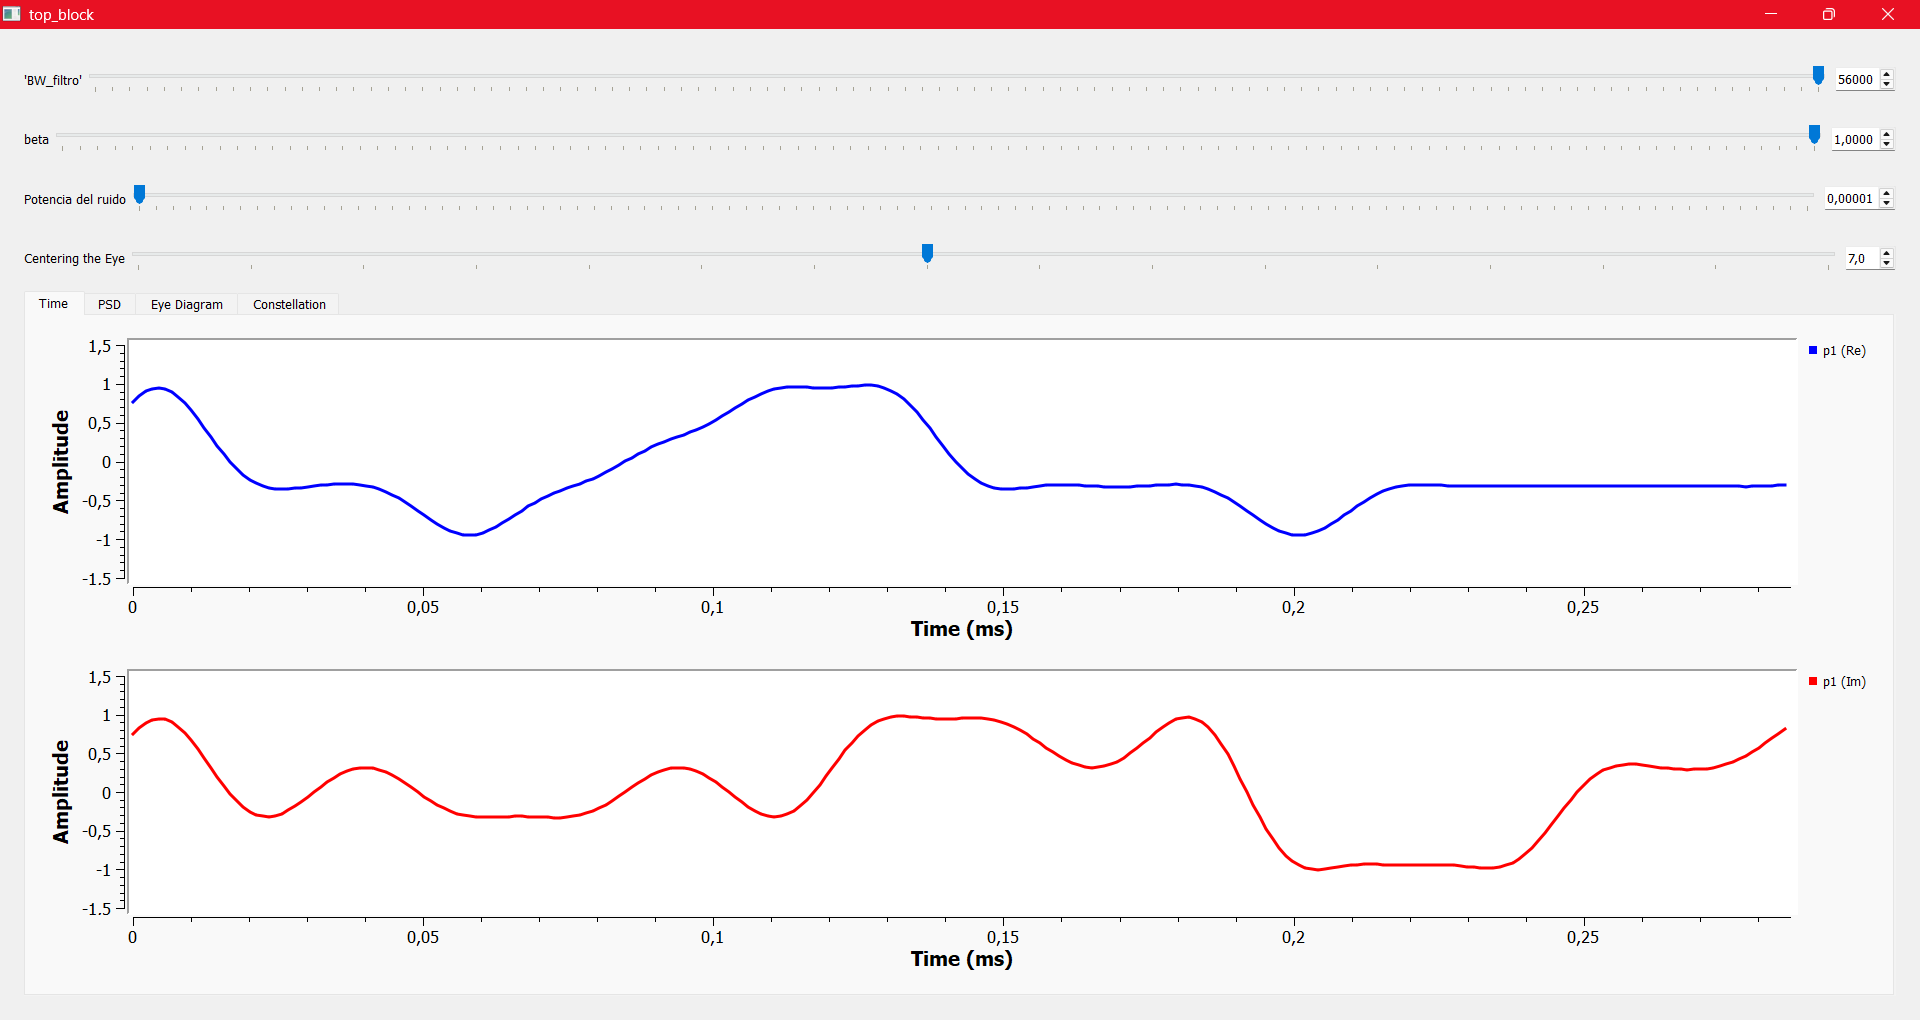 top_block
'BW_filtro' 56000
beta 1,0000
Potencia del ruido 0,00001
Centering the Eye 7,0
Time PSD Eye Diagram Constellation
1,5
1
0,5
0
-0,5
-1
-1.5
Amplitude
p1 (Re)
0 0,05 0,1 0,15 0,2 0,25
Time (ms)
1,5
1
0,5
0
-0,5
-1
-1.5
Amplitude
p1 (Im)
0 0,05 0,1 0,15 0,2 0,25
Time (ms)